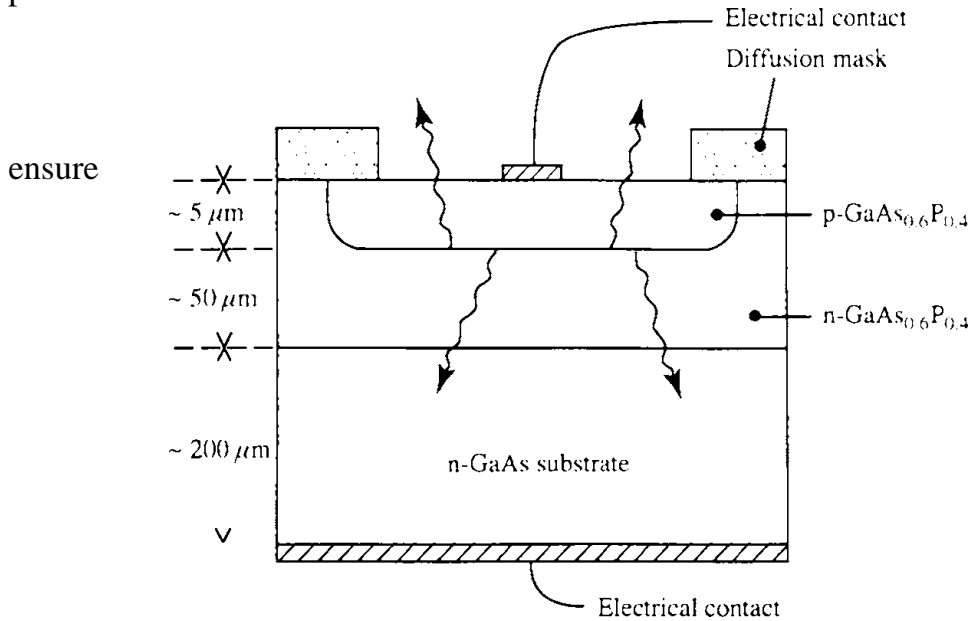 p
Electrical contact
Diffusion mask
ensure
~ 5 μm
p-GaAs₀.₆P₀.₄
~ 50 μm
n-GaAs₀.₆P₀.₄
~ 200 μm
n-GaAs substrate
Electrical contact